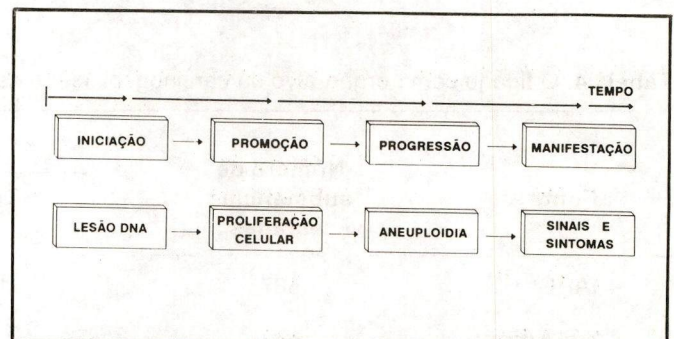 TEMPO
INICIAÇÃO
PROMOÇÃO
PROGRESSÃO
MANIFESTAÇÃO
LESÃO DNA
PROLIFERAÇÃO
CELULAR
ANEUPLOIDIA
SINAIS E
SINTOMAS